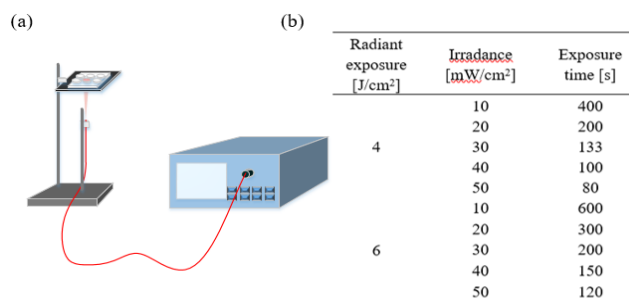 (a)
(b)
Radiant exposure [J/cm²] Irradance [mW/cm²] Exposure time [s]
10 400
20 200
4 30 133
40 100
50 80
10 600
20 300
6 30 200
40 150
50 120